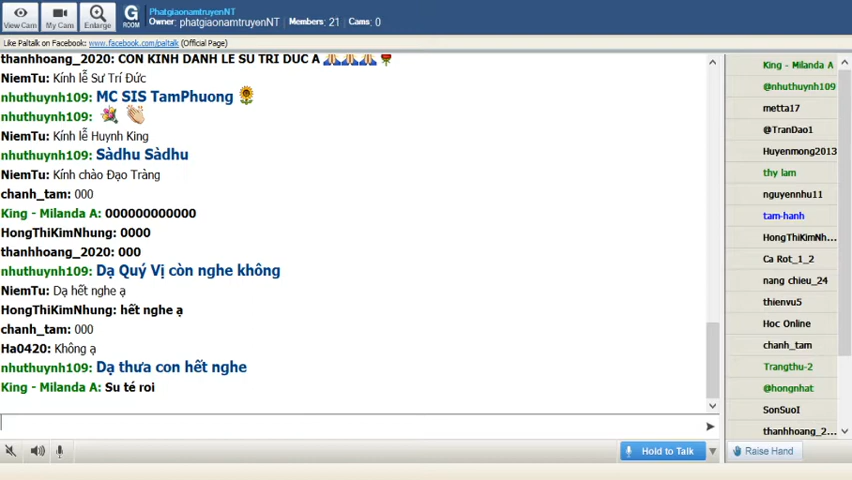 View Cam
My Cam
Enlarge
G
ROOM
PhatgiaonamtruyenNT
Owner: phatgiaonamtruyenNT Members: 21 Cams: 0
Like Paltalk on Facebook: www.facebook.com/paltalk (Official Page)
thanhhoang_2020: CON KINH DANH LE SU TRI DUC A 🙏🙏🙏🌹
NiemTu: Kính lễ Sư Trí Đức
nhuthuynh109: MC SIS TamPhuong 🌻
nhuthuynh109: 💐 👏
NiemTu: Kính lễ Huynh King
nhuthuynh109: Sàdhu Sàdhu
NiemTu: Kính chào Đạo Tràng
chanh_tam: 000
King - Milanda A: 000000000000
HongThiKimNhung: 0000
thanhhoang_2020: 000
nhuthuynh109: Dạ Quý Vị còn nghe không
NiemTu: Dạ hết nghe ạ
HongThiKimNhung: hết nghe ạ
chanh_tam: 000
Ha0420: Không ạ
nhuthuynh109: Dạ thưa con hết nghe
King - Milanda A: Su té roi
Hold to Talk
King - Milanda A
@nhuthuynh109
metta17
@TranDao1
Huyenmong2013
thy lam
nguyennhu11
tam-hanh
HongThiKimNh...
Ca Rot_1_2
nang chieu_24
thienvu5
Hoc Online
chanh_tam
Trangthu-2
@hongnhat
SonSuoI
thanhhoang_2...
Raise Hand